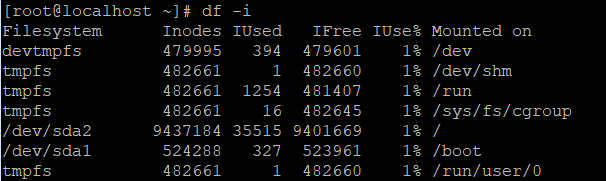 [root@localhost ~]# df -i
Filesystem      Inodes IUsed   IFree IUse% Mounted on
devtmpfs        479995   394  479601    1% /dev
tmpfs           482661     1  482660    1% /dev/shm
tmpfs           482661  1254  481407    1% /run
tmpfs           482661    16  482645    1% /sys/fs/cgroup
/dev/sda2      9437184 35515 9401669    1% /
/dev/sda1       524288   327  523961    1% /boot
tmpfs           482661     1  482660    1% /run/user/0